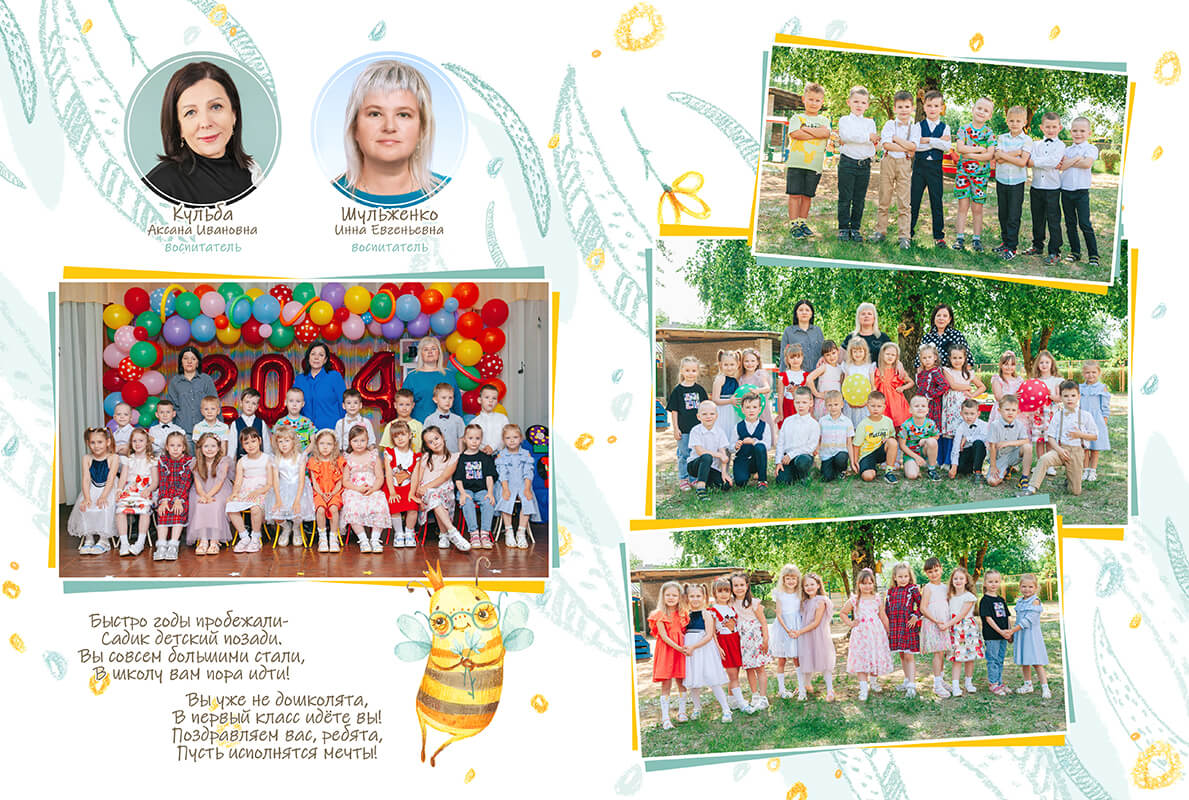 Кульба
Аксана Ивановна
воспитатель
Шульженко
Инна Евгеньевна
воспитатель
2024
Быстро годы пробежали-
Садик детский позади.
Вы совсем большими стали,
В школу вам пора идти!
Вы уже не дошколята,
В первый класс идёте вы!
Поздравляем вас, ребята,
Пусть исполнятся мечты!